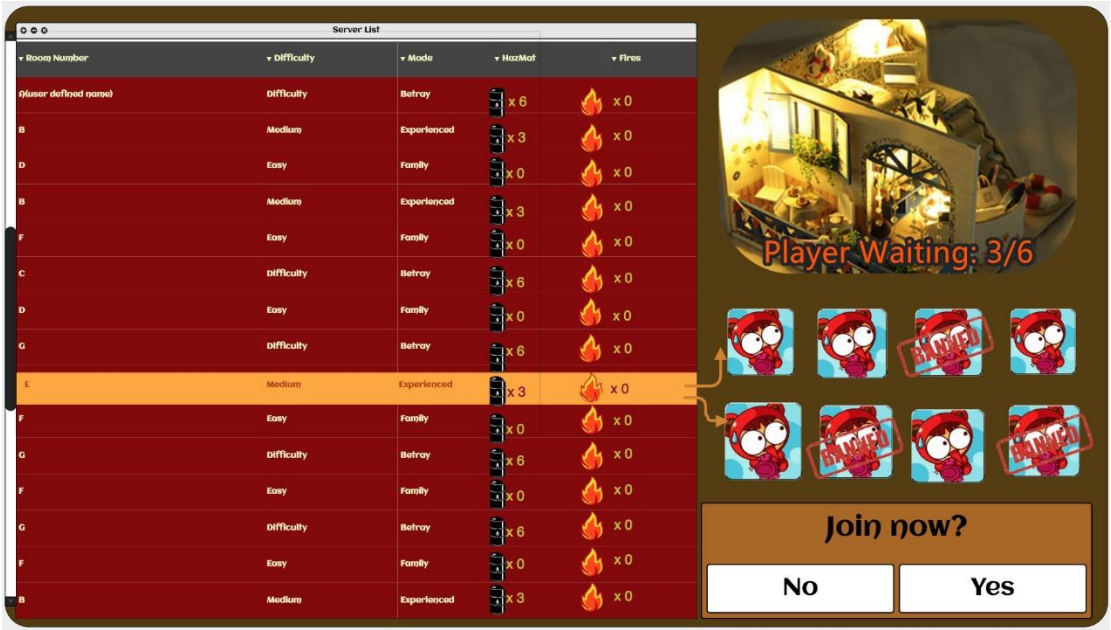 Server List
Room Number Difficulty Mode HazMat Fires
A(user defined name) Difficulty Betray x 6 x 0
B Medium Experienced x 3 x 0
D Easy Family x 0 x 0
B Medium Experienced x 3 x 0
F Easy Family x 0 x 0
C Difficulty Betray x 6 x 0
D Easy Family x 0 x 0
G Difficulty Betray x 6 x 0
E Medium Experienced x 3 x 0
F Easy Family x 0 x 0
G Difficulty Betray x 6 x 0
F Easy Family x 0 x 0
G Difficulty Betray x 6 x 0
F Easy Family x 0 x 0
B Medium Experienced x 3 x 0
Player Waiting: 3/6
BANNED
BANNED
BANNED
Join now?
No Yes